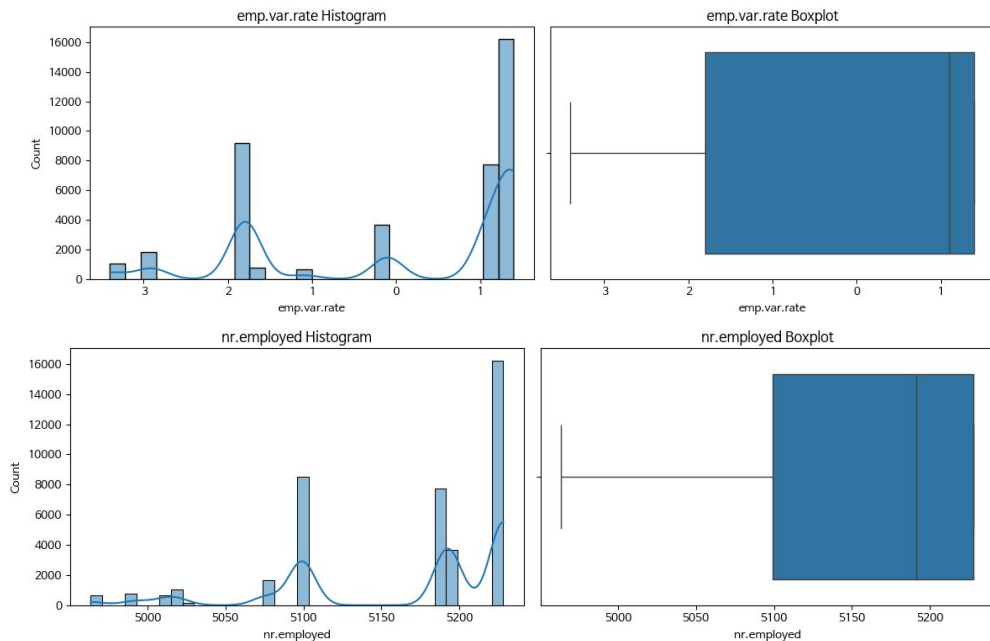 emp.var.rate Histogram
emp.var.rate Boxplot
16000
14000
12000
10000
8000
6000
4000
2000
0
Count
3 2 1 0 1
emp.var.rate
3 2 1 0 1
emp.var.rate
nr.employed Histogram
nr.employed Boxplot
16000
14000
12000
10000
8000
6000
4000
2000
0
Count
5000 5050 5100 5150 5200
nr.employed
5000 5050 5100 5150 5200
nr.employed